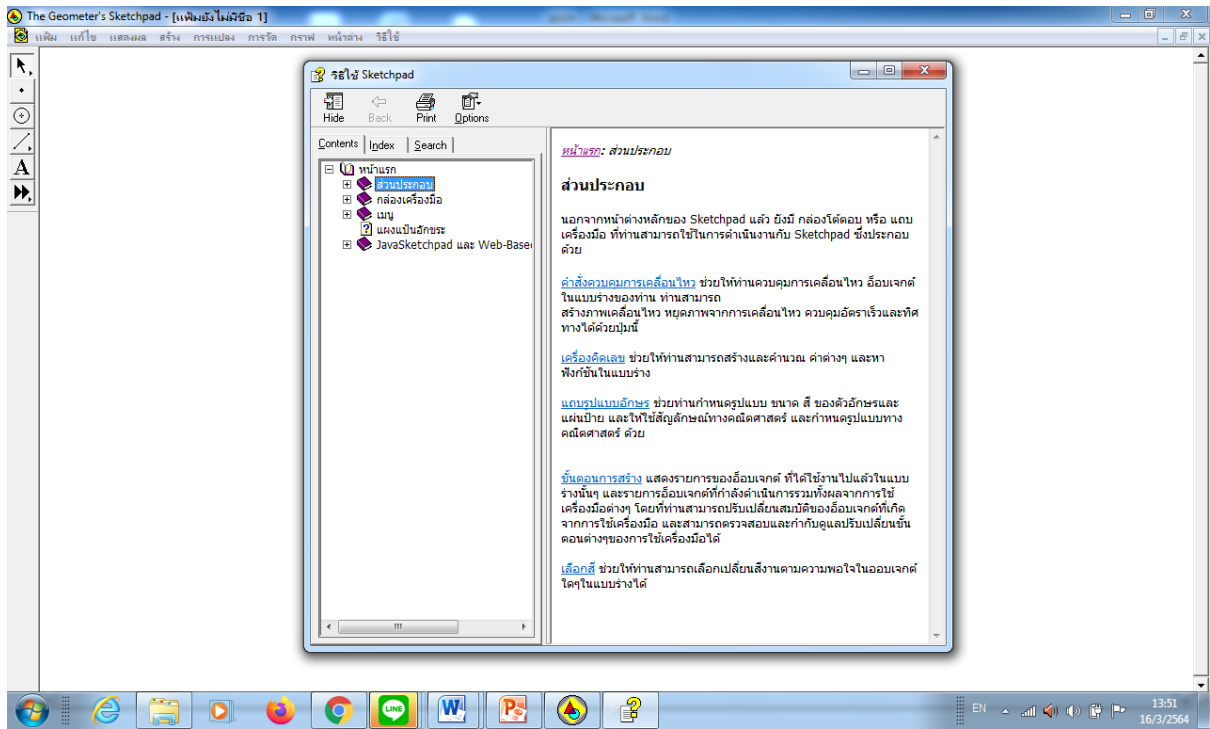 The Geometer's Sketchpad - [แฟ้มยังไม่มีชื่อ 1]
แฟ้ม แก้ไข แสดงผล สร้าง การแปลง การวัด กราฟ หน้าต่าง วิธีใช้
วิธีใช้ Sketchpad
Hide Back Print Options
Contents Index Search
หน้าแรก
ส่วนประกอบ
กล่องเครื่องมือ
เมนู
แผงแป้นอักขระ
JavaSketchpad และ Web-Base
หน้าแรก: ส่วนประกอบ
ส่วนประกอบ
นอกจากหน้าต่างหลักของ Sketchpad แล้ว ยังมี กล่องโต้ตอบ หรือ แถบ
เครื่องมือ ที่ท่านสามารถใช้ในการดำเนินงานกับ Sketchpad ซึ่งประกอบ
ด้วย
คำสั่งควบคุมการเคลื่อนไหว ช่วยให้ท่านควบคุมการเคลื่อนไหว อ็อบเจกต์
ในแบบร่างของท่าน ท่านสามารถ
สร้างภาพเคลื่อนไหว หยุดภาพจากการเคลื่อนไหว ควบคุมอัตราเร็วและทิศ
ทางได้ด้วยปุ่มนี้
เครื่องคิดเลข ช่วยให้ท่านสามารถสร้างและคำนวณ ค่าต่างๆ และหา
ฟังก์ชันในแบบร่าง
แถบรูปแบบอักษร ช่วยท่านกำหนดรูปแบบ ขนาด สี ของตัวอักษรและ
แผ่นป้าย และให้ใช้สัญลักษณ์ทางคณิตศาสตร์ และกำหนดรูปแบบทาง
คณิตศาสตร์ ด้วย
ขั้นตอนการสร้าง แสดงรายการของอ็อบเจกต์ ที่ได้ใช้งานไปแล้วในแบบ
ร่างนั้นๆ และรายการอ็อบเจกต์ที่กำลังดำเนินการรวมทั้งผลจากการใช้
เครื่องมือต่างๆ โดยที่ท่านสามารถปรับเปลี่ยนสมบัติของอ็อบเจกต์ที่เกิด
จากการใช้เครื่องมือ และสามารถตรวจสอบและกำกับดูแลปรับเปลี่ยนขั้น
ตอนต่างๆของการใช้เครื่องมือได้
เลือกสี ช่วยให้ท่านสามารถเลือกเปลี่ยนสีงานตามความพอใจในออบเจกต์
ใดๆในแบบร่างได้
EN
13:51
16/3/2564